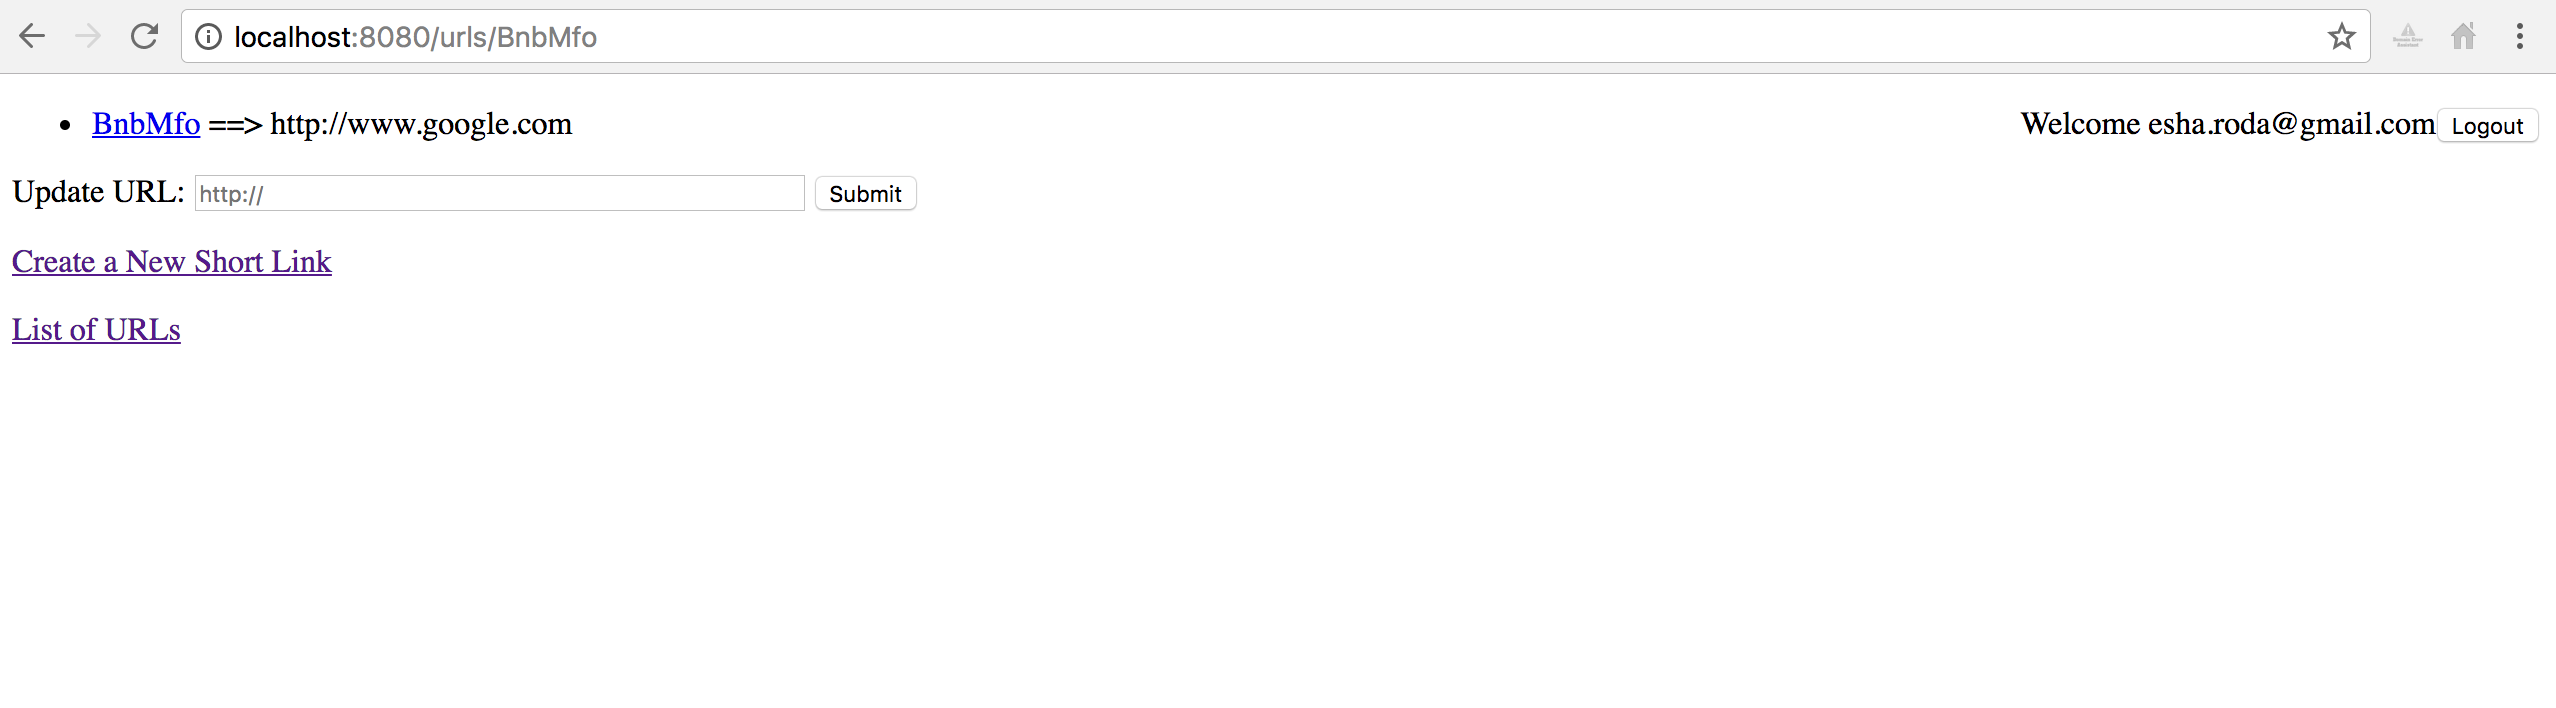 localhost:8080/urls/BnbMfo
BnbMfo ==> http://www.google.com
Welcome esha.roda@gmail.com Logout
Update URL: http:// Submit
Create a New Short Link
List of URLs